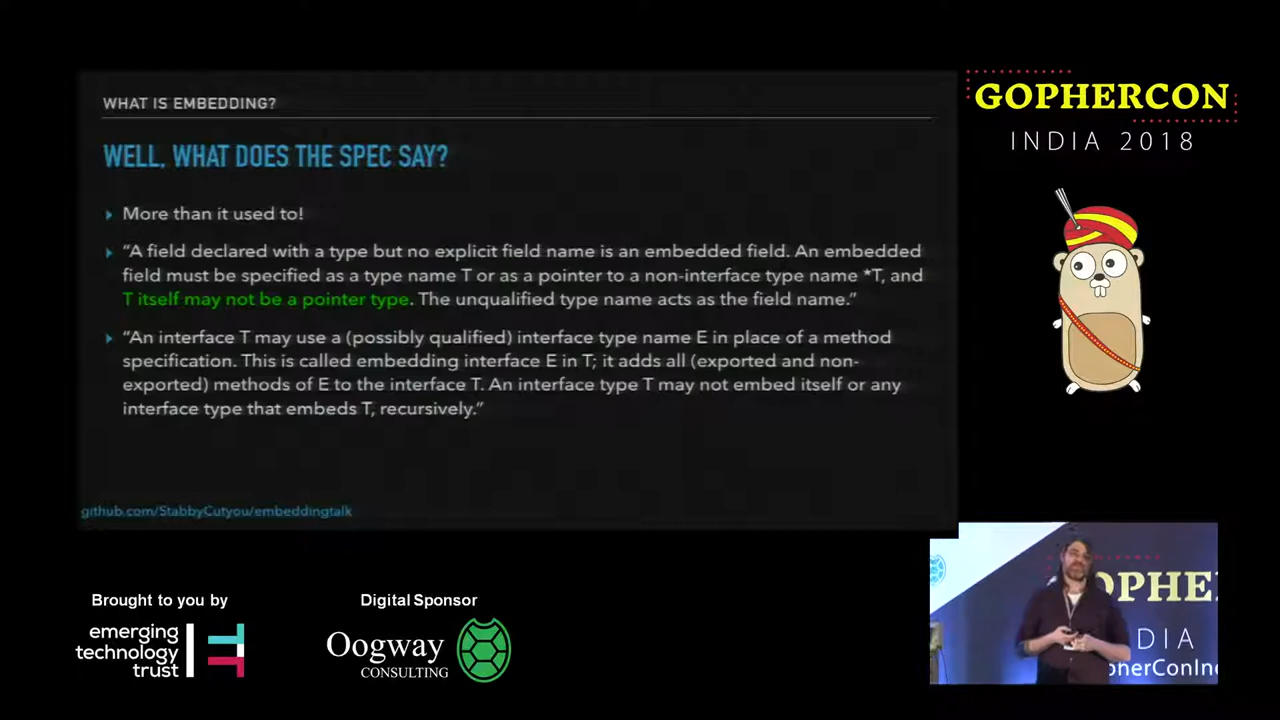 WHAT IS EMBEDDING?
WELL, WHAT DOES THE SPEC SAY?
More than it used to!
“A field declared with a type but no explicit field name is an embedded field. An embedded
field must be specified as a type name T or as a pointer to a non-interface type name *T, and
T itself may not be a pointer type. The unqualified type name acts as the field name.”
“An interface T may use a (possibly qualified) interface type name E in place of a method
specification. This is called embedding interface E in T; it adds all (exported and non-
exported) methods of E to the interface T. An interface type T may not embed itself or any
interface type that embeds T, recursively.”
github.com/StabbyCutyou/embeddingtalk
GOPHERCON
INDIA 2018
Brought to you by
emerging
technology
trust
Digital Sponsor
Oogway
CONSULTING
OPHER
DIA
pherConInc